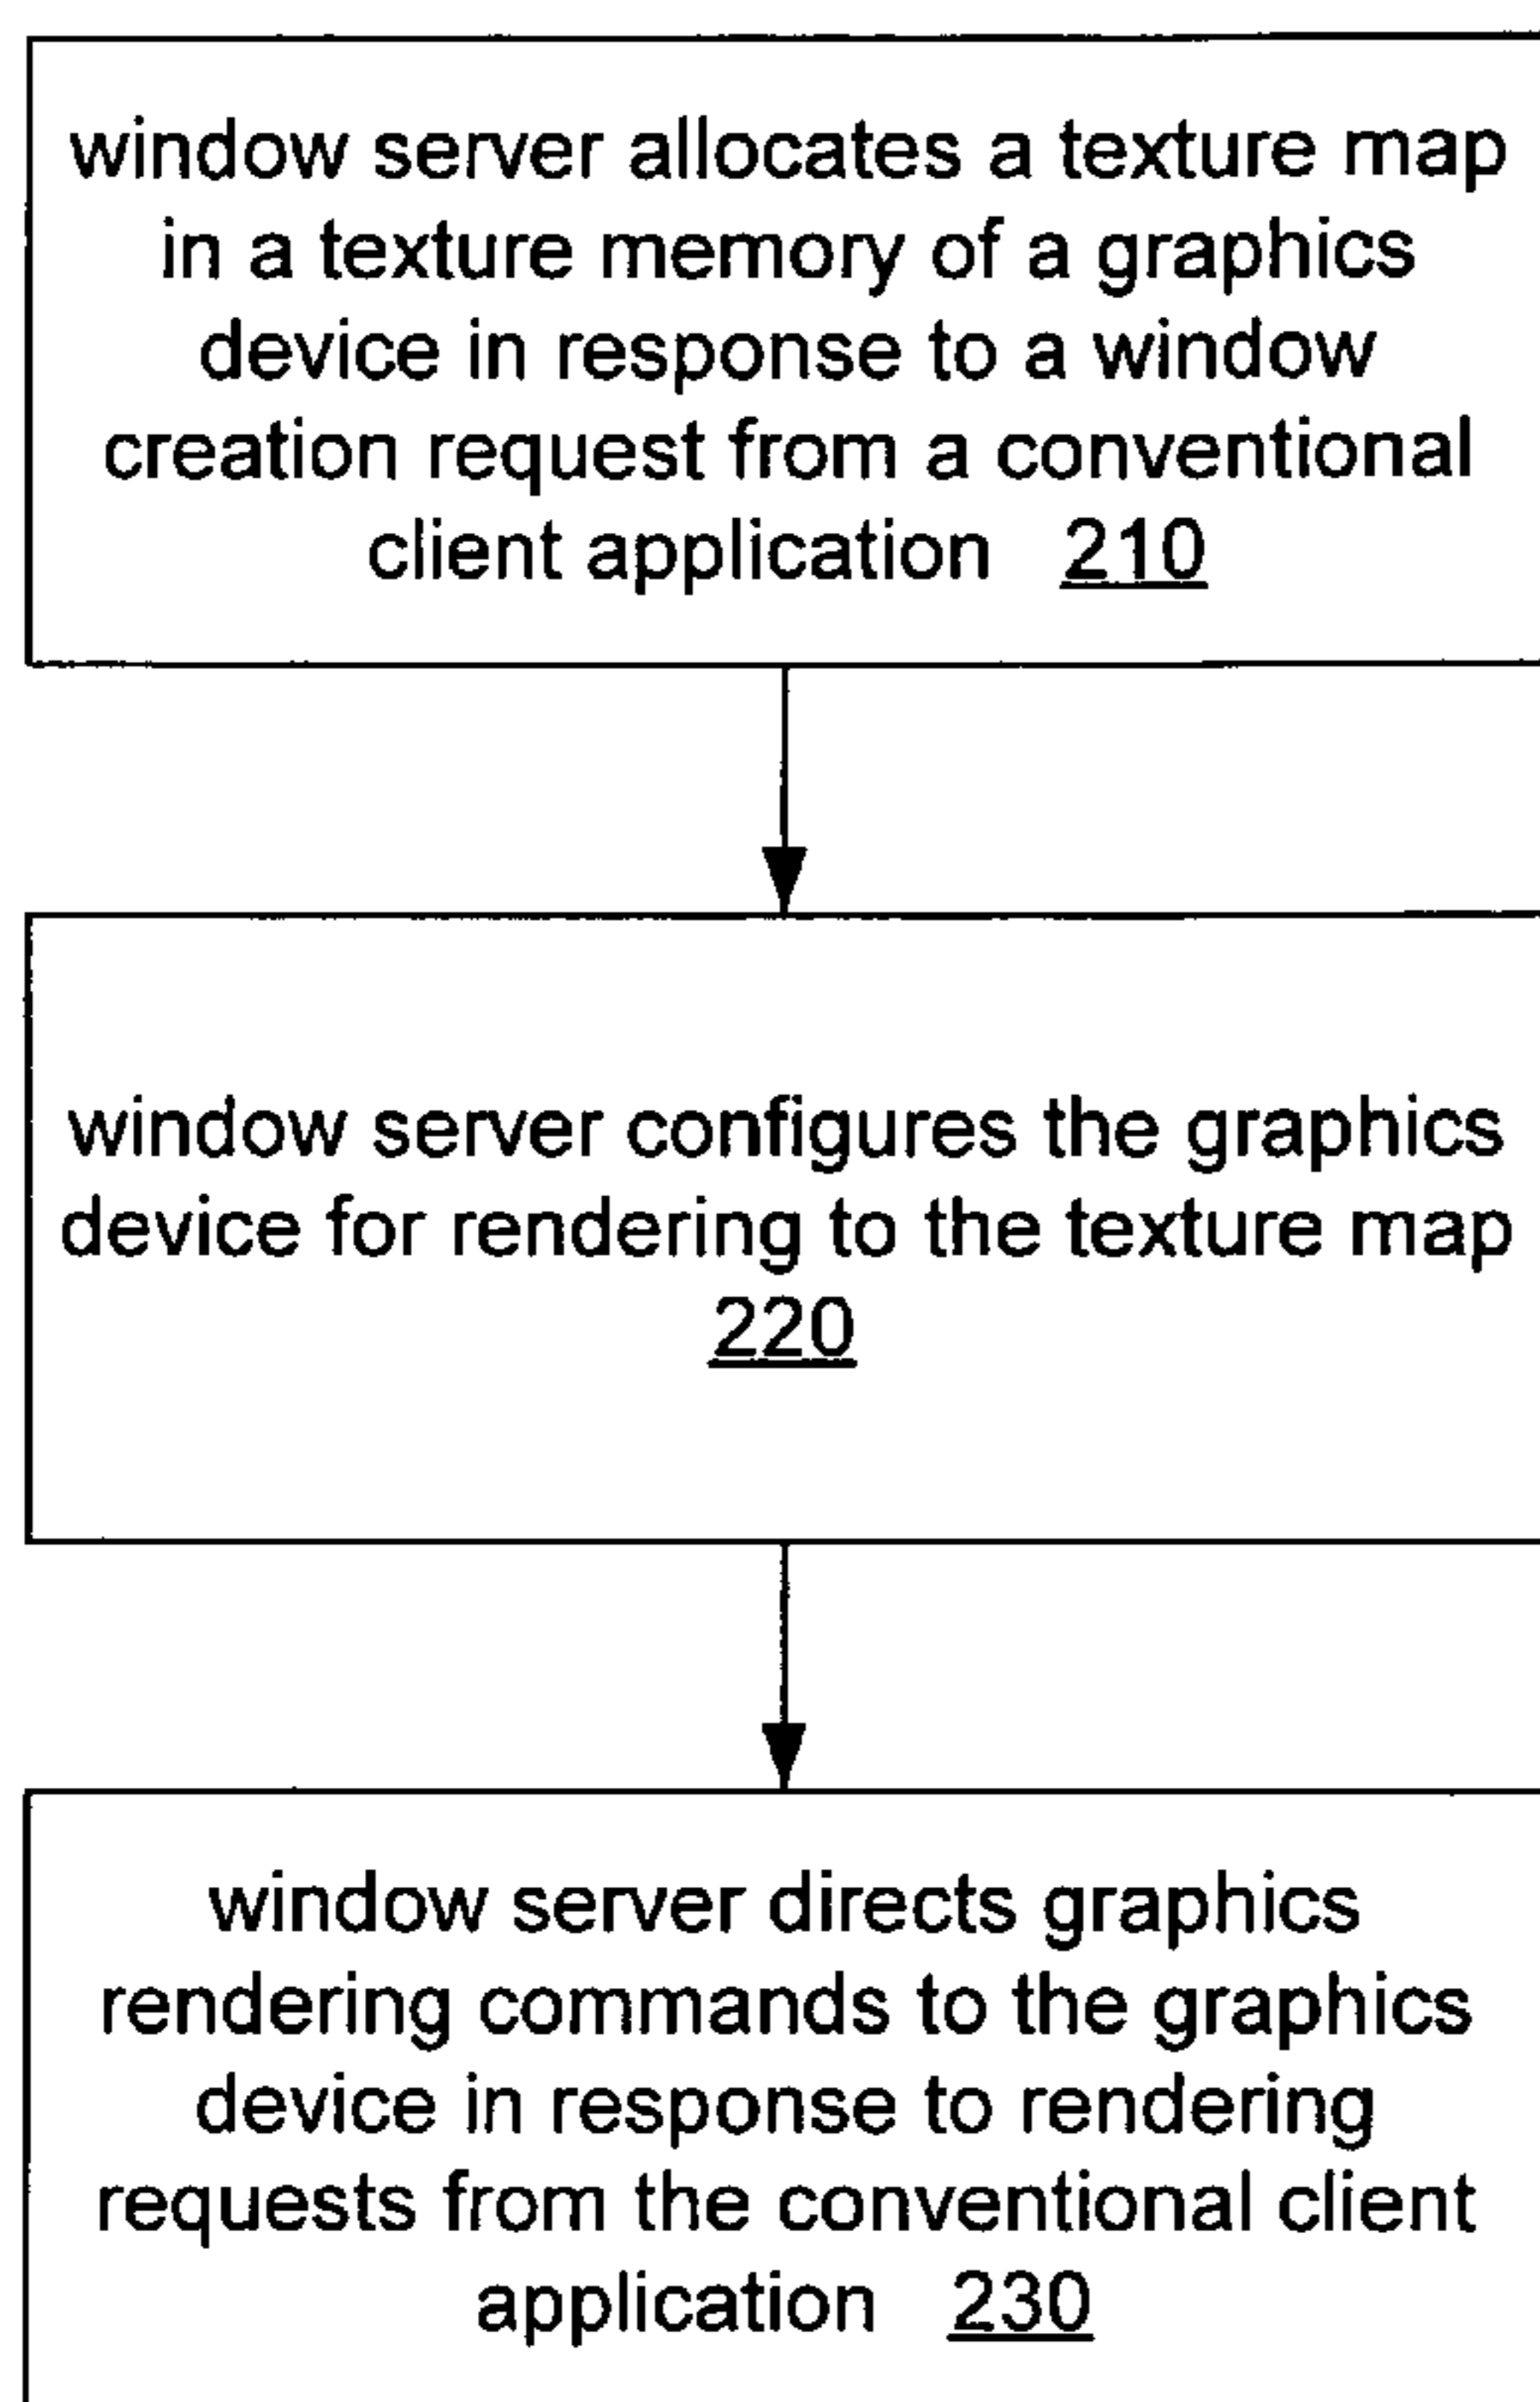 window server allocates a texture map
in a texture memory of a graphics
device in response to a window
creation request from a conventional
client application 210
window server configures the graphics
device for rendering to the texture map
220
window server directs graphics
rendering commands to the graphics
device in response to rendering
requests from the conventional client
application 230